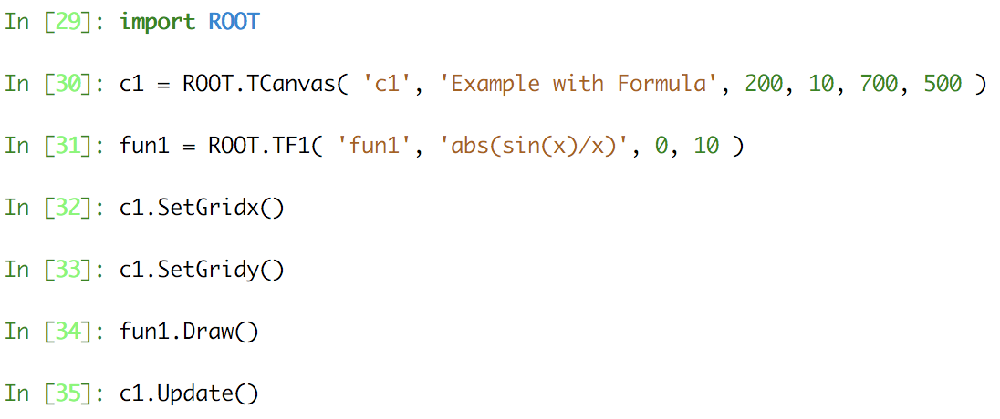 In [29]: import ROOT
In [30]: c1 = ROOT.TCanvas( 'c1', 'Example with Formula', 200, 10, 700, 500 )
In [31]: fun1 = ROOT.TF1( 'fun1', 'abs(sin(x)/x)', 0, 10 )
In [32]: c1.SetGridx()
In [33]: c1.SetGridy()
In [34]: fun1.Draw()
In [35]: c1.Update()